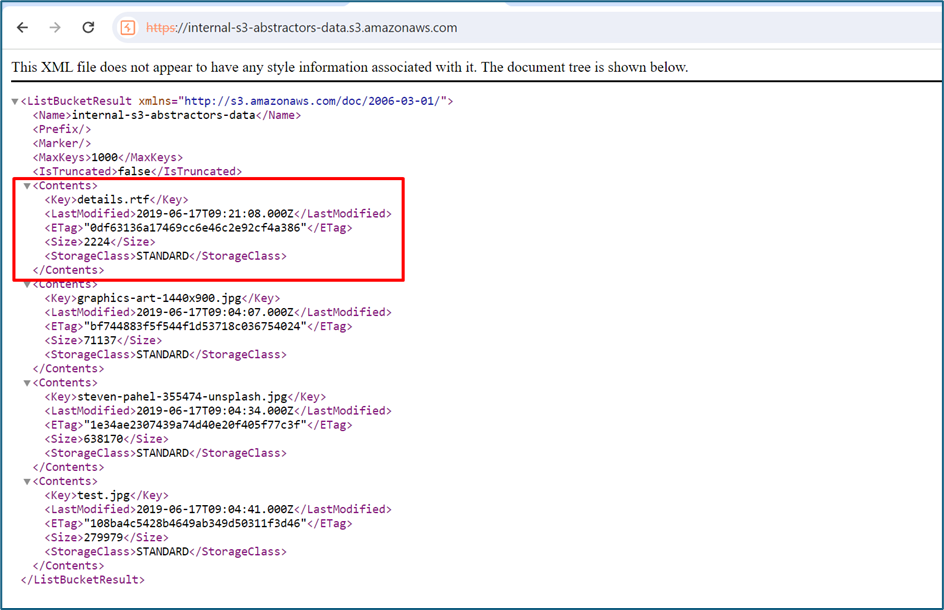 https://internal-s3-abstractors-data.s3.amazonaws.com
This XML file does not appear to have any style information associated with it. The document tree is shown below.
▼<ListBucketResult xmlns="http://s3.amazonaws.com/doc/2006-03-01/">
<Name>internal-s3-abstractors-data</Name>
<Prefix/>
<Marker/>
<MaxKeys>1000</MaxKeys>
<IsTruncated>false</IsTruncated>
▼<Contents>
<Key>details.rtf</Key>
<LastModified>2019-06-17T09:21:08.000Z</LastModified>
<ETag>"0df63136a17469cc6e46c2e92cf4a386"</ETag>
<Size>2224</Size>
<StorageClass>STANDARD</StorageClass>
</Contents>
▼<Contents>
<Key>graphics-art-1440x900.jpg</Key>
<LastModified>2019-06-17T09:04:07.000Z</LastModified>
<ETag>"bf744883f5f544f1d53718c036754024"</ETag>
<Size>71137</Size>
<StorageClass>STANDARD</StorageClass>
</Contents>
▼<Contents>
<Key>steven-pahel-355474-unsplash.jpg</Key>
<LastModified>2019-06-17T09:04:34.000Z</LastModified>
<ETag>"1e34ae2307439a74d40e20f405f77c3f"</ETag>
<Size>638170</Size>
<StorageClass>STANDARD</StorageClass>
</Contents>
▼<Contents>
<Key>test.jpg</Key>
<LastModified>2019-06-17T09:04:41.000Z</LastModified>
<ETag>"108ba4c5428b4649ab349d50311f3d46"</ETag>
<Size>279979</Size>
<StorageClass>STANDARD</StorageClass>
</Contents>
</ListBucketResult>